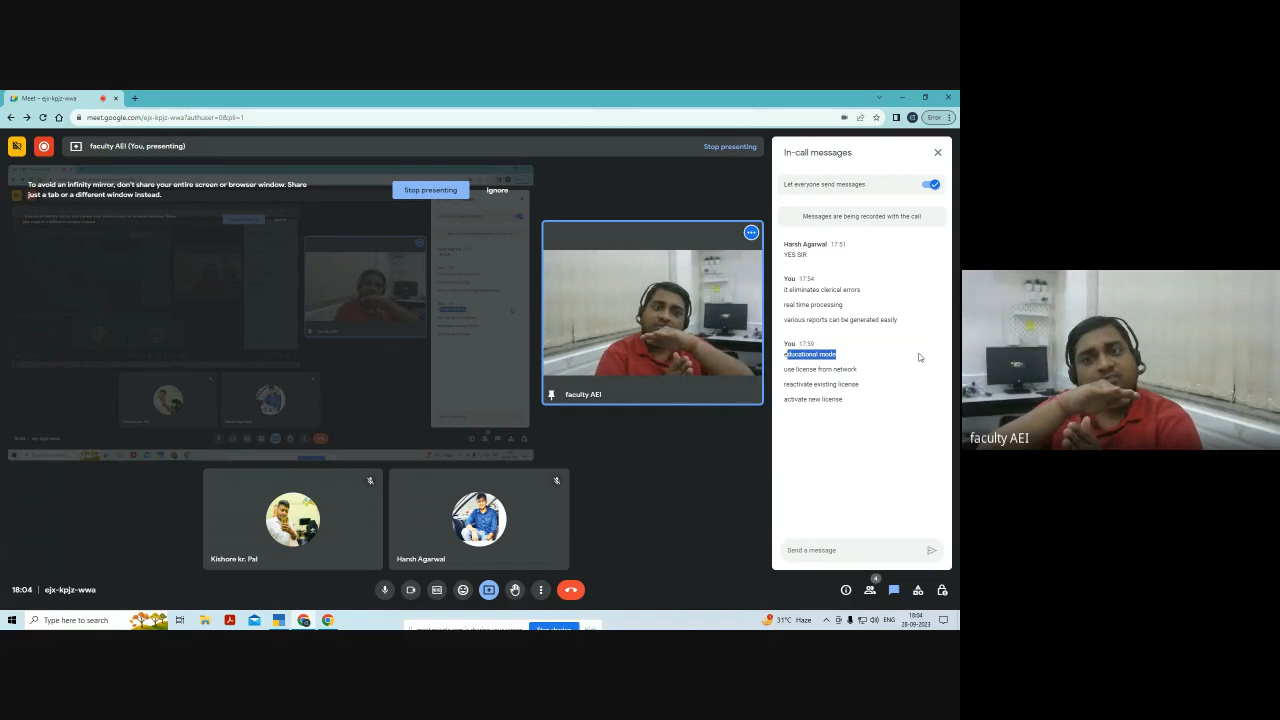 Meet – ejx-kpjz-wwa
meet.google.com/ejx-kpjz-wwa?authuser=0&pli=1
Error
faculty AEI (You, presenting)
Stop presenting
To avoid an infinity mirror, don't share your entire screen or browser window. Share
just a tab or a different window instead.
Stop presenting
Ignore
faculty AEI
Kishore kr. Pal
Harsh Agarwal
In-call messages
Let everyone send messages
Messages are being recorded with the call
Harsh Agarwal 17:51
YES SIR
You 17:54
it eliminates clerical errors
real time processing
various reports can be generated easily
You 17:59
educational mode
use license from network
reactivate existing license
activate new license
Send a message
faculty AEI
18:04 | ejx-kpjz-wwa
4
Type here to search
Stop sharing
Hide
31°C Haze
ENG
18:04
28-09-2023